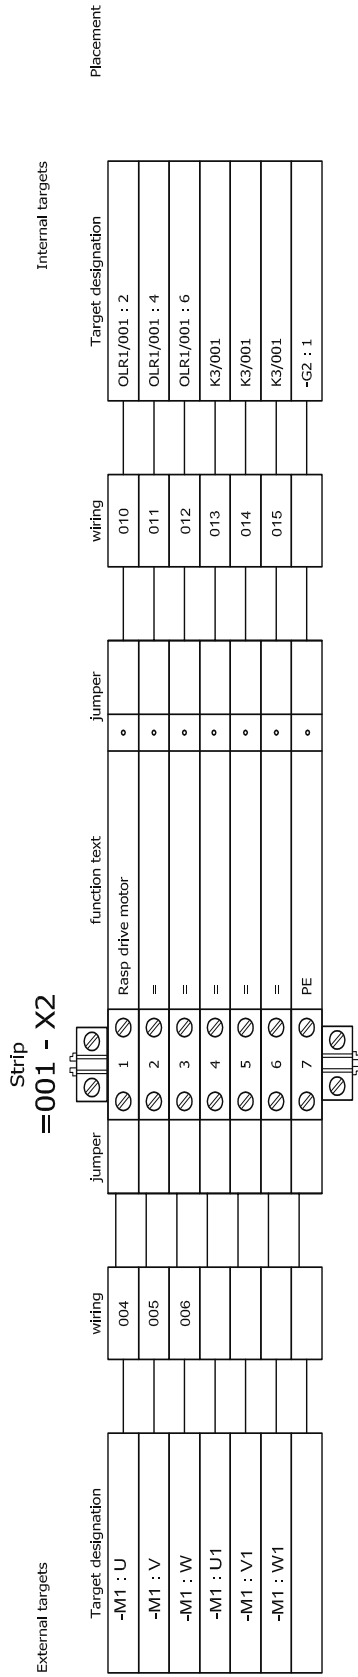 Strip
=001 - X2
External targets
Internal targets
Target designation wiring jumper function text jumper wiring Target designation Placement
-M1 : U 004 1 Rasp drive motor 010 OLR1/001 : 2
-M1 : V 005 2 = 011 OLR1/001 : 4
-M1 : W 006 3 = 012 OLR1/001 : 6
-M1 : U1 4 = 013 K3/001
-M1 : V1 5 = 014 K3/001
-M1 : W1 6 = 015 K3/001
7 PE -G2 : 1